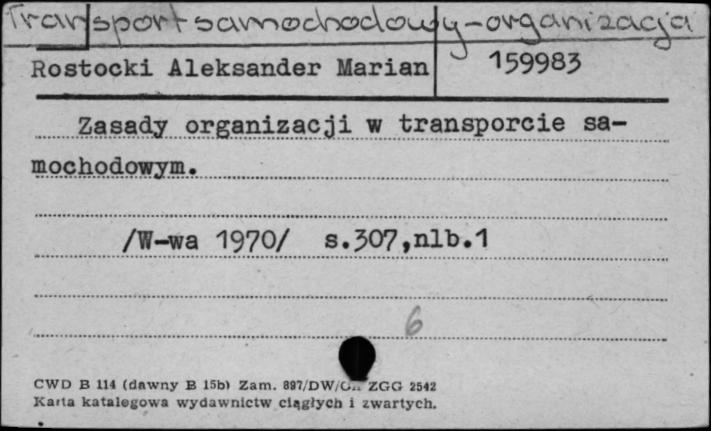 Transport samochodowy-organizacja
Rostocki Aleksander Marian 159983
Zasady organizacji w transporcie sa-
mochodowym.
/W-wa 1970/ s.307,nlb.1
6
CWD B 114 (dawny B 15b) Zam. 897/DW/ ZGG 2542
Karta katalogowa wydawnictw ciągłych i zwartych.